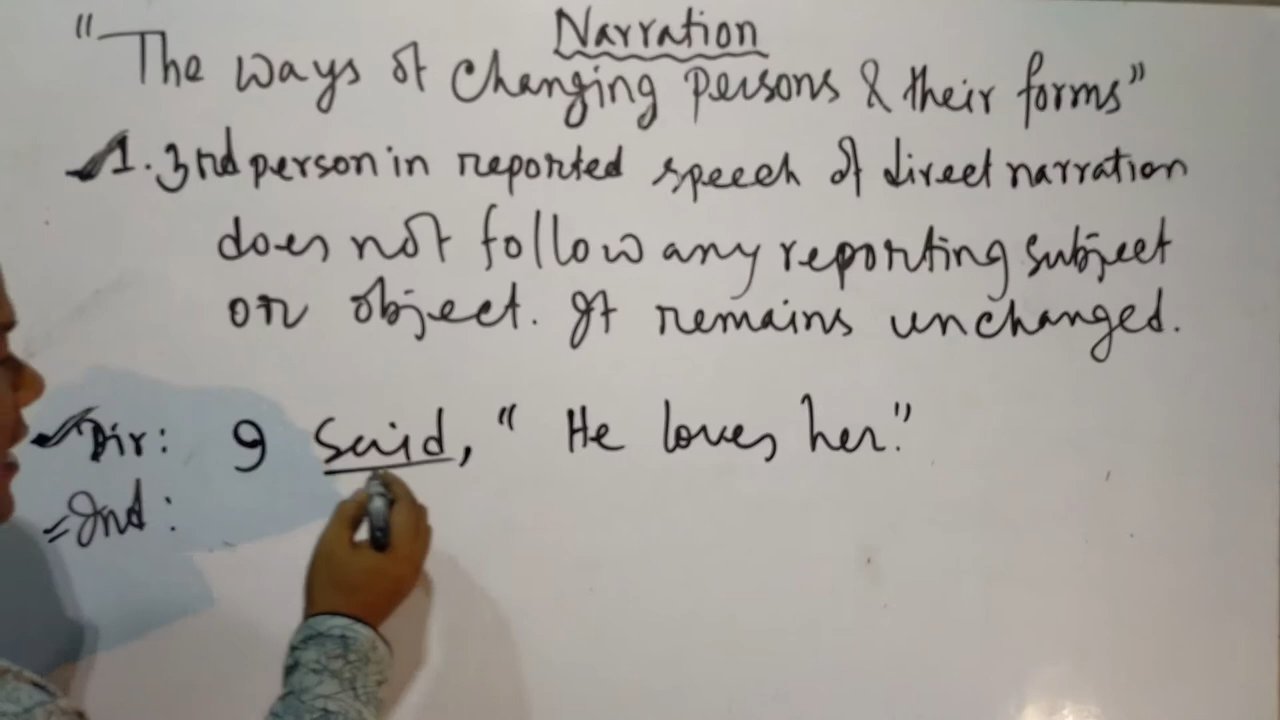 Narration
"The ways of changing persons & their forms"
1. 3rd person in reported speech of direct narration
does not follow any reporting subject
or object. It remains unchanged.
Dir: I said, "He loves her."
= Ind: